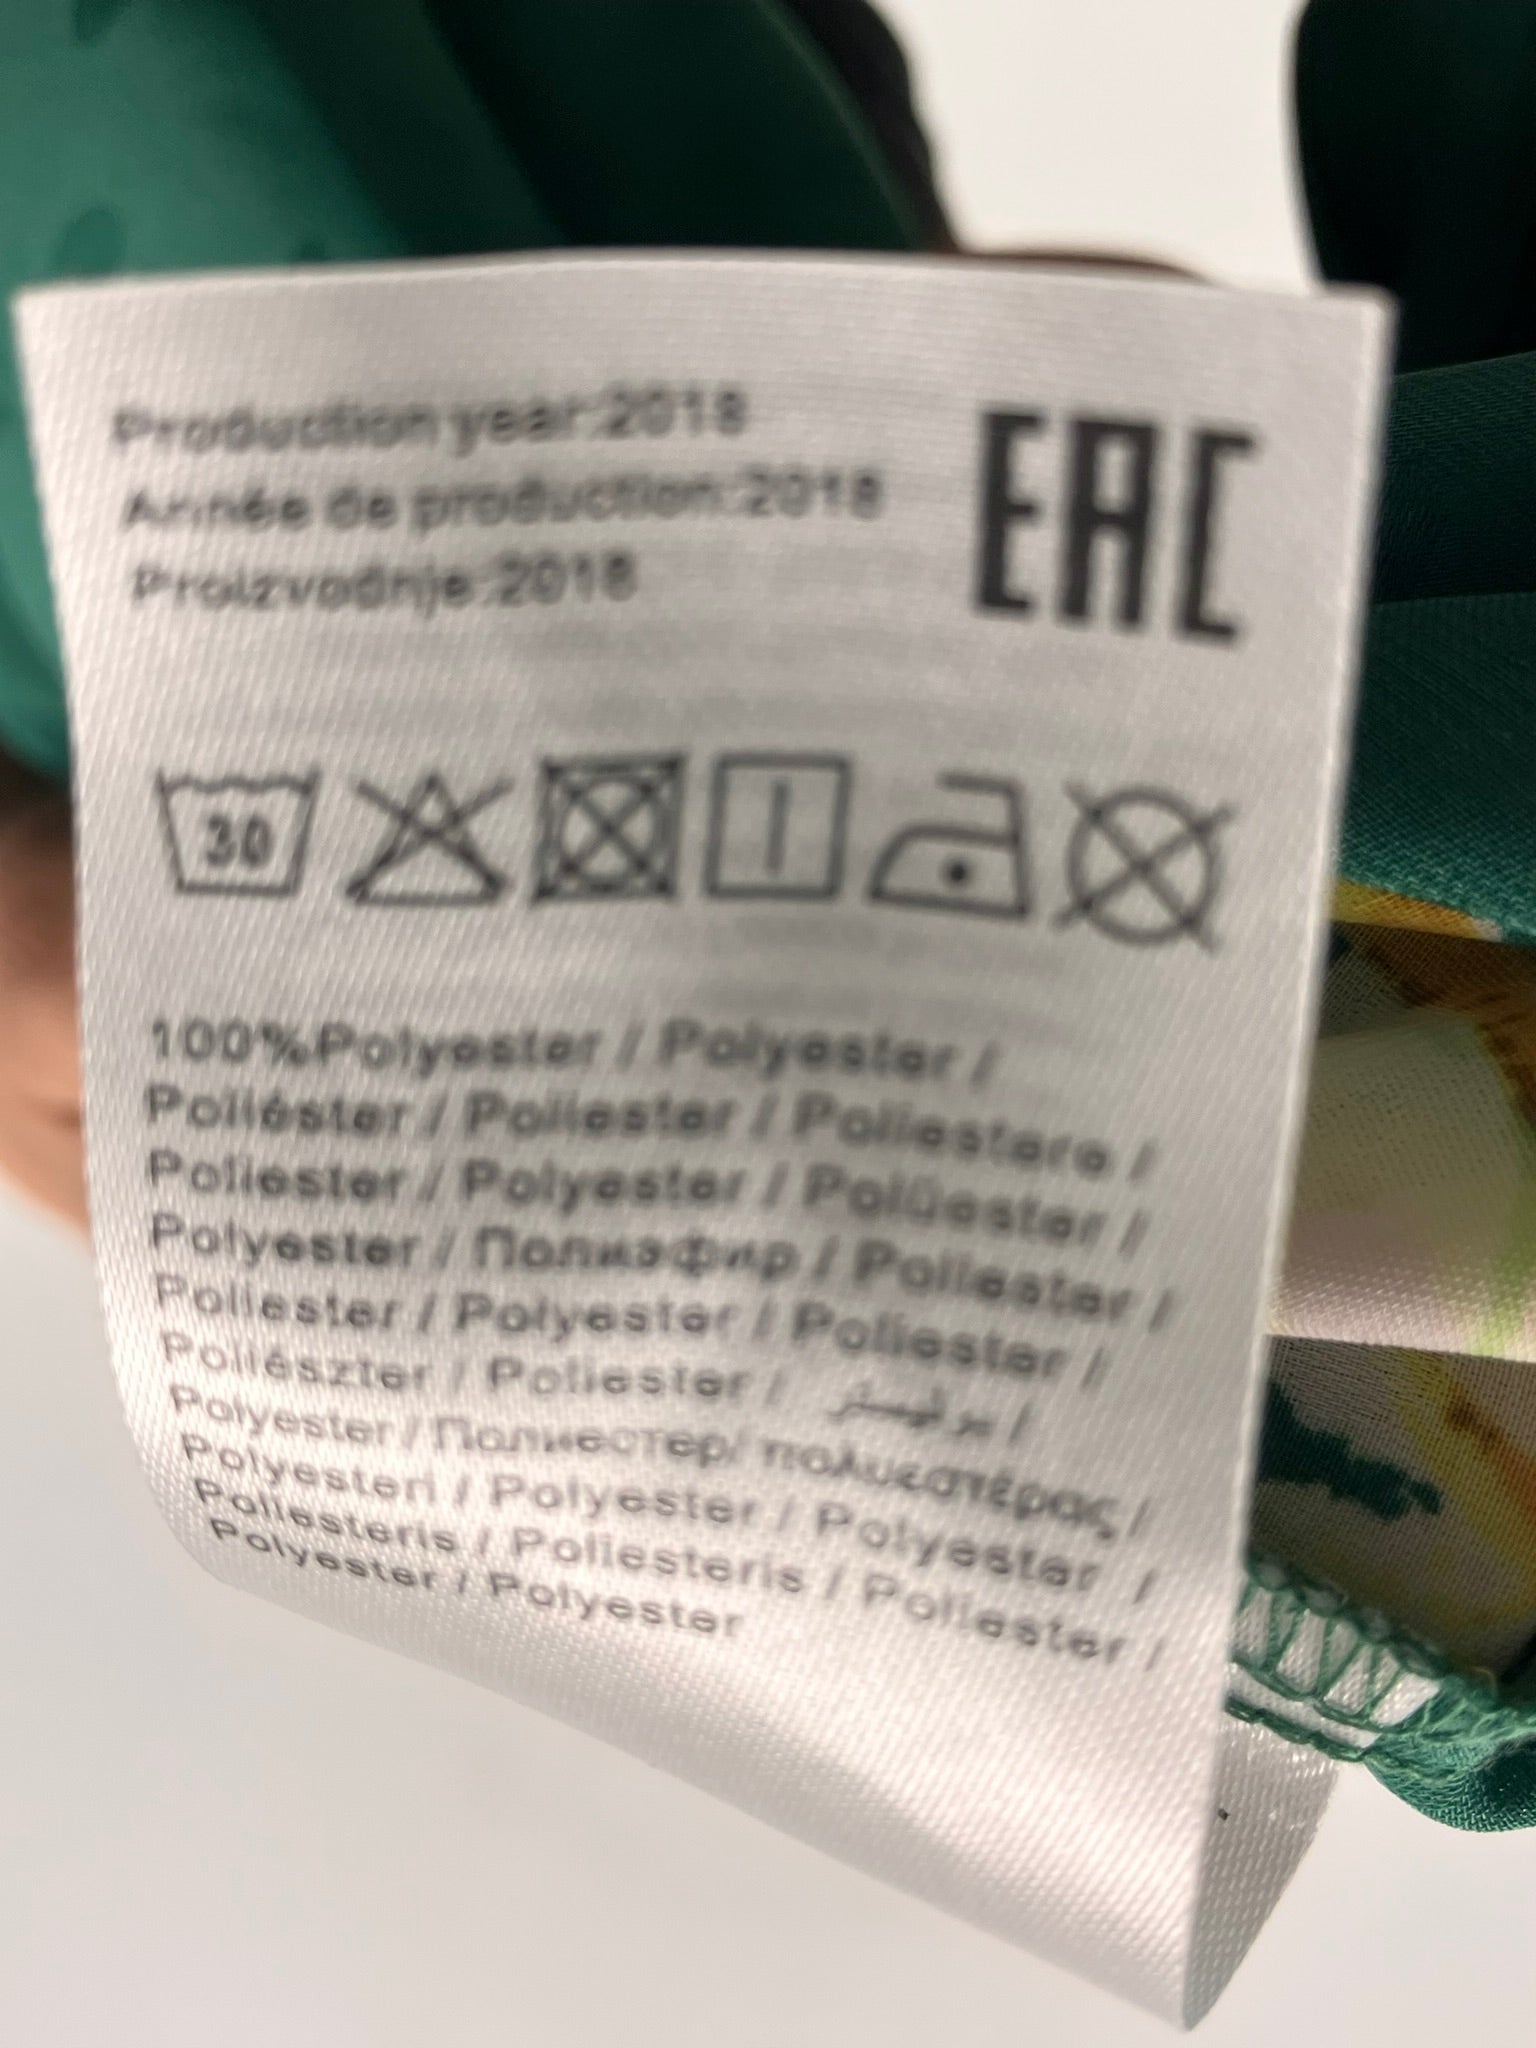 Production year:2018
EAC
Année de production:2018
Proizvodnje:2018
30
100%Polyester / Polyester /
Poliéster / Poliester / Poliestere /
Poliester / Polyester / Polüester /
Polyester / Полиэфир / Poliester /
Poliester / Polyester / Poliester /
Poliészter / Poliester / بوليستر /
Polyester / Полиестер/ πολυεστέρας /
Polyesteri / Polyester / Polyester /
Poliesteris / Poliesteris / Poliester /
Polyester / Polyester